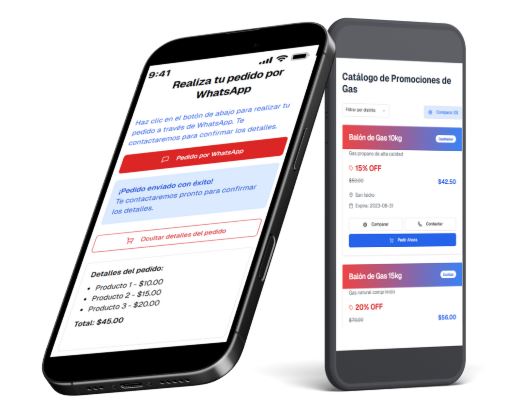 9:41
Realiza tu pedido por
WhatsApp
Haz clic en el botón de abajo para realizar tu
pedido a través de WhatsApp. Te
contactaremos para confirmar los detalles.
Pedido por WhatsApp
¡Pedido enviado con éxito!
Te contactaremos pronto para confirmar
los detalles.
Ocultar detalles del pedido
Detalles del pedido:
• Producto 1 - $10.00
• Producto 2 - $15.00
• Producto 3 - $20.00
Total: $45.00
Catálogo de Promociones de
Gas
Filtrar por distrito
Comparar (0)
Balón de Gas 10kg
Gas propano de alta calidad
15% OFF
$50.00 $42.50
San Isidro
Expira: 2023-08-31
Comparar Contactar
Pedir Ahora
Balón de Gas 15kg
Gas natural comprimido
20% OFF
$70.00 $56.00